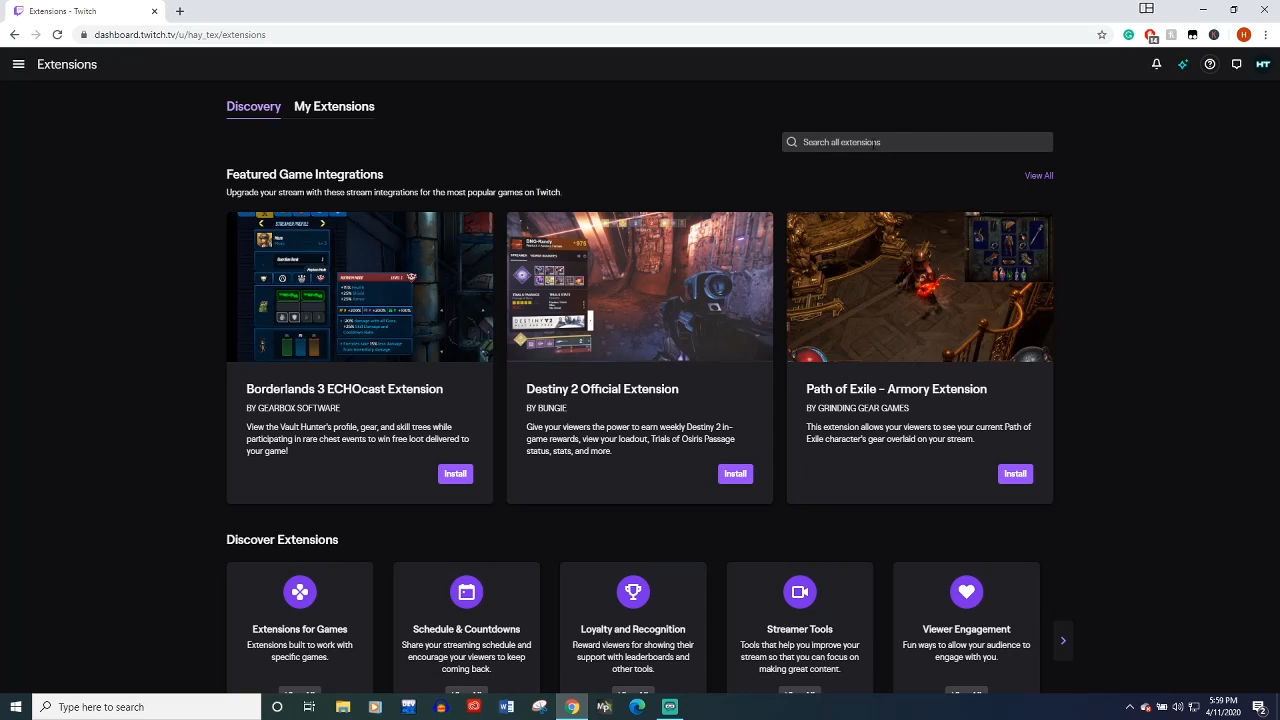 Extensions - Twitch
dashboard.twitch.tv/u/hay_tex/extensions
14
H
Extensions
HT
Discovery My Extensions
Search all extensions
Featured Game Integrations
View All
Upgrade your stream with these stream integrations for the most popular games on Twitch.
STREAMER PROFILE
DNG-Randy
+975
Borderlands 3 ECHOcast Extension
BY GEARBOX SOFTWARE
View the Vault Hunter's profile, gear, and skill trees while
participating in rare chest events to win free loot delivered to
your game!
Install
Destiny 2 Official Extension
BY BUNGIE
Give your viewers the power to earn weekly Destiny 2 in-
game rewards, view your loadout, Trials of Osiris Passage
status, stats, and more.
Install
Path of Exile - Armory Extension
BY GRINDING GEAR GAMES
This extension allows your viewers to see your current Path of
Exile character's gear overlaid on your stream.
Install
Discover Extensions
Extensions for Games
Extensions built to work with
specific games.
Schedule & Countdowns
Share your streaming schedule and
encourage your viewers to keep
coming back.
Loyalty and Recognition
Reward viewers for showing their
support with leaderboards and
other tools.
Streamer Tools
Tools that help you improve your
stream so that you can focus on
making great content.
Viewer Engagement
Fun ways to allow your audience to
engage with you.
Type here to search
5:59 PM
4/11/2020